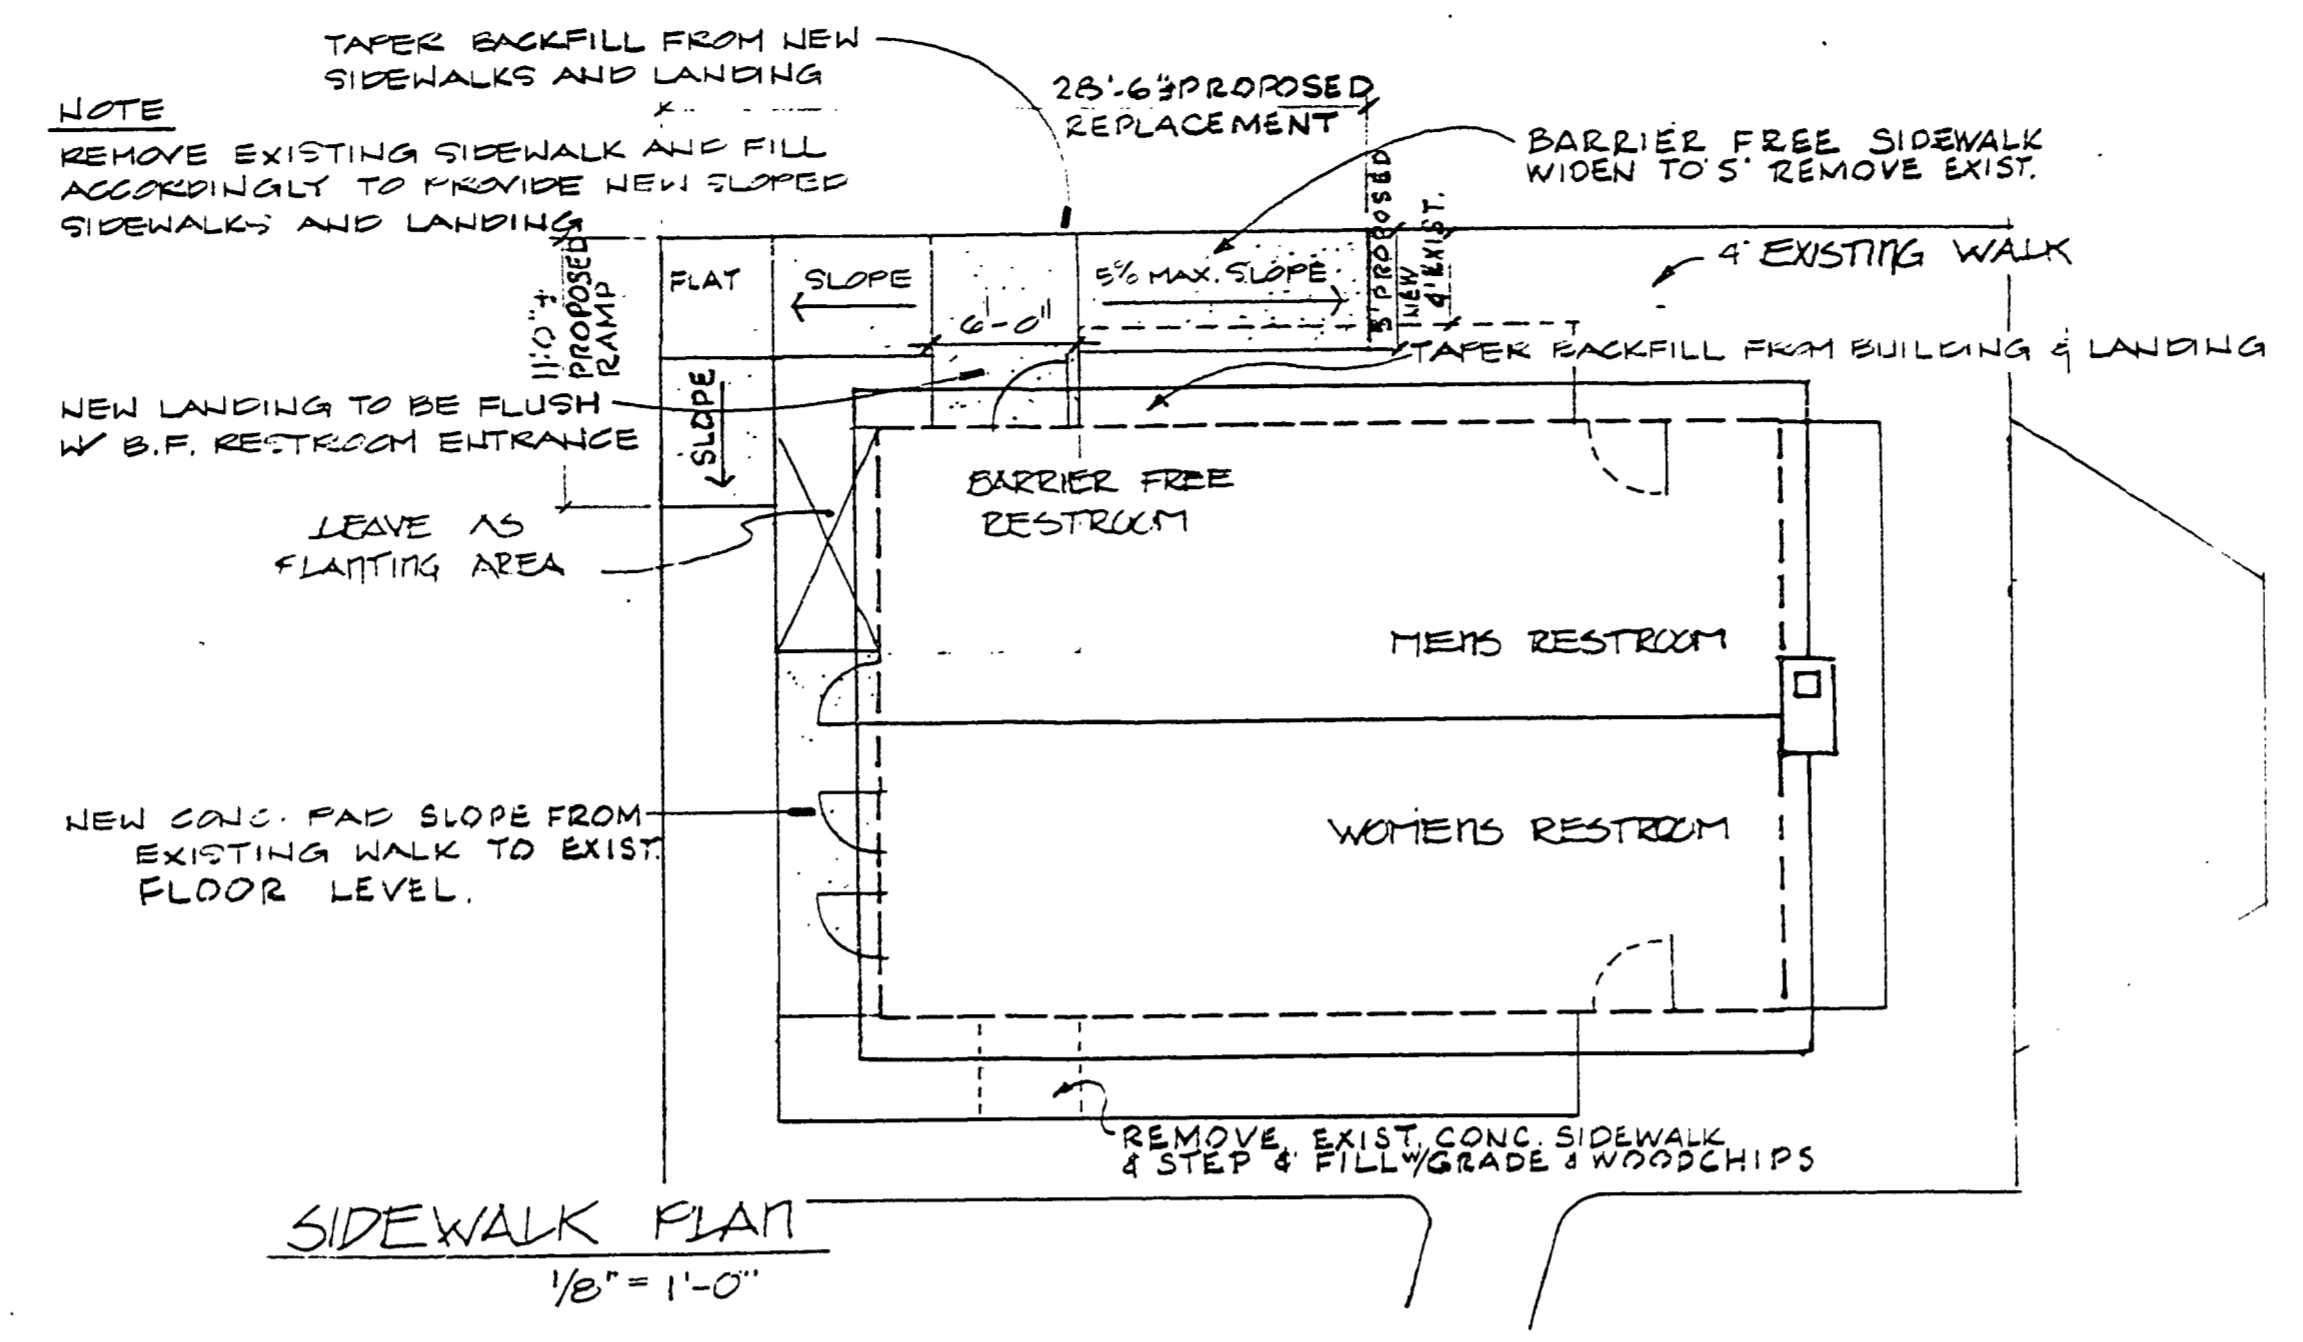 TAPER BACKFILL FROM NEW
SIDEWALKS AND LANDING
28'-6"± PROPOSED
REPLACEMENT
NOTE
REMOVE EXISTING SIDEWALK AND FILL
ACCORDINGLY TO PROVIDE NEW SLOPED
SIDEWALKS AND LANDING
BARRIER FREE SIDEWALK
WIDEN TO 5' REMOVE EXIST.
5' PROPOSED
NEW
4' EXIST.
4' EXISTING WALK
FLAT
SLOPE
5% MAX. SLOPE
6'-0"
11'-0"±
PROPOSED
RAMP
TAPER BACKFILL FROM BUILDING & LANDING
NEW LANDING TO BE FLUSH
W/ B.F. RESTROOM ENTRANCE
SLOPE
BARRIER FREE
RESTROOM
LEAVE AS
PLANTING AREA
MENS RESTROOM
NEW CONC. PAD SLOPE FROM
EXISTING WALK TO EXIST.
FLOOR LEVEL.
WOMENS RESTROOM
REMOVE EXIST. CONC. SIDEWALK
& STEP & FILL W/GRADE & WOODCHIPS
SIDEWALK PLAN
1/8" = 1'-0"